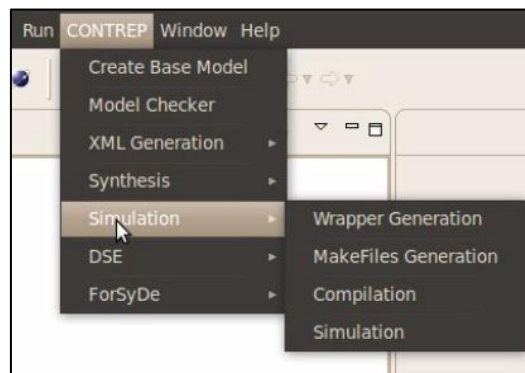 Run CONTREP Window Help
Create Base Model
Model Checker
XML Generation
Synthesis
Simulation
DSE
ForSyDe
Wrapper Generation
MakeFiles Generation
Compilation
Simulation